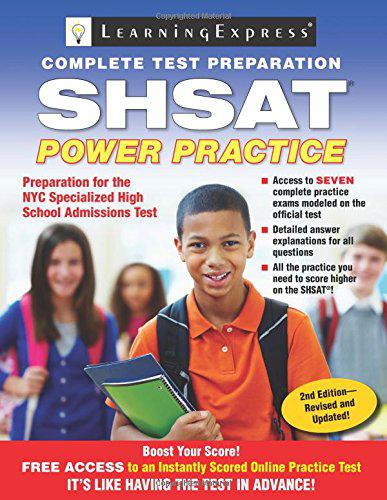 LEARNINGEXPRESS®
COMPLETE TEST PREPARATION
SHSAT®
POWER PRACTICE
Preparation for the
NYC Specialized High
School Admissions Test
Access to SEVEN
complete practice
exams modeled on the
official test
Detailed answer
explanations for all
questions
All the practice you
need to score higher
on the SHSAT®!
2nd Edition—
Revised and
Updated!
Boost Your Score!
FREE ACCESS to an Instantly Scored Online Practice Test
IT'S LIKE HAVING THE TEST IN ADVANCE!